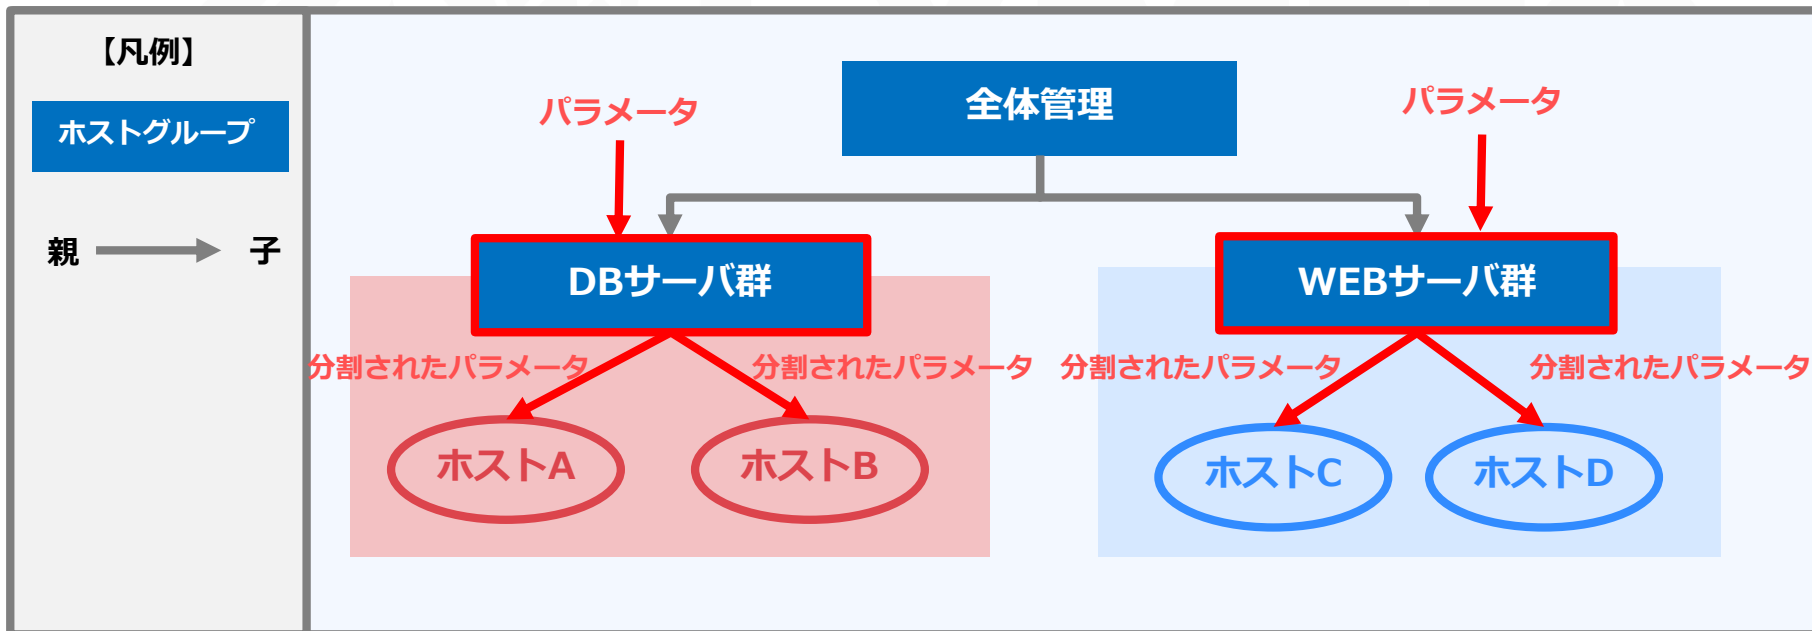 【凡例】
ホストグループ
親
子
全体管理
パラメータ
パラメータ
DBサーバ群
WEBサーバ群
分割されたパラメータ
分割されたパラメータ
分割されたパラメータ
分割されたパラメータ
ホストA
ホストB
ホストC
ホストD